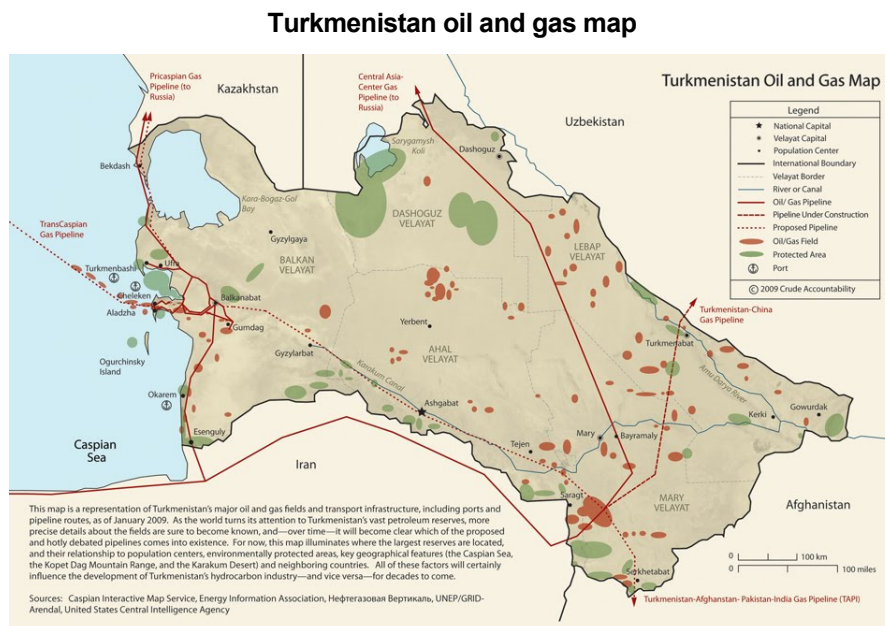 Turkmenistan oil and gas map
Pricaspian Gas
Pipeline (to
Russia)
Kazakhstan
Central Asia-
Center Gas
Pipeline (to
Russia)
Turkmenistan Oil and Gas Map
Uzbekistan
Legend
National Capital
Velayat Capital
Population Center
International Boundary
Velayat Border
River or Canal
Oil/ Gas Pipeline
Pipeline Under Construction
Proposed Pipeline
Oil/Gas Field
Protected Area
Port
© 2009 Crude Accountability
Sarygamysh
Koli
Dashoguz
Bekdash
Kara-Bogaz-Gol
Bay
TransCaspian
Gas Pipeline
DASHOGUZ
VELAYAT
Gyzylgaya
BALKAN
VELAYAT
LEBAP
VELAYAT
Ufra
Turkmenbashi
Cheleken
Aladzha
Balkanabat
Gumdag
Turkmenistan-China
Gas Pipeline
Yerbent
Turkmenabat
Gyzylarbat
AHAL
VELAYAT
Ogurchinsky
Island
Karakum Canal
Amu Darya River
Okarem
Ashgabat
Kerki
Gowurdak
Esenguly
Mary
Bayramaly
Tejen
Caspian
Sea
Iran
Saragt
MARY
VELAYAT
Afghanistan
This map is a representation of Turkmenistan's major oil and gas fields and transport infrastructure, including ports and
pipeline routes, as of January 2009. As the world turns its attention to Turkmenistan's vast petroleum reserves, more
precise details about the fields are sure to become known, and—over time—it will become clear which of the proposed
and hotly debated pipelines comes into existence. For now, this map illuminates where the largest reserves are located,
and their relationship to population centers, environmentally protected areas, key geographical features (the Caspian Sea,
the Kopet Dag Mountain Range, and the Karakum Desert) and neighboring countries. All of these factors will certainly
influence the development of Turkmenistan's hydrocarbon industry—and vice versa—for decades to come.
0 100 km
0 100 miles
Serkhetabat
Turkmenistan-Afghanstan- Pakistan-India Gas Pipeline (TAPI)
Sources: Caspian Interactive Map Service, Energy Information Association, Нефтегазовая Вертикаль, UNEP/GRID-
Arendal, United States Central Intelligence Agency